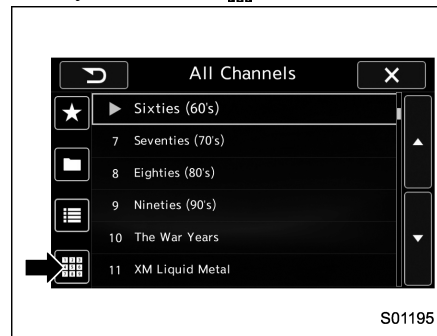 All Channels
Sixties (60's)
7 Seventies (70's)
8 Eighties (80's)
9 Nineties (90's)
10 The War Years
11 XM Liquid Metal
S01195